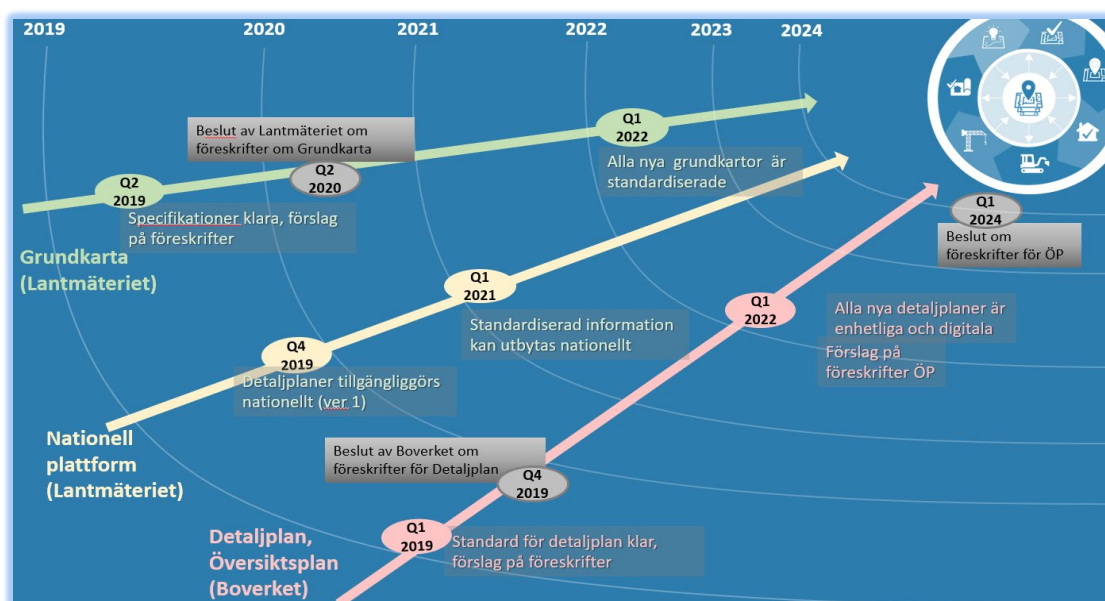 2019
2020
2021
2022
2023
2024
Beslut av Lantmäteriet om
föreskrifter om Grundkarta
Q1
2022
Q2
2020
Alla nya grundkartor är
standardiserade
Q2
2019
Specifikationer klara, förslag
på föreskrifter
Q1
2024
Beslut om
föreskrifter för ÖP
Grundkarta
(Lantmäteriet)
Q1
2021
Standardiserad information
kan utbytas nationellt
Q1
2022
Alla nya detaljplaner är
enhetliga och digitala
Förslag på
föreskrifter ÖP
Q4
2019
Detaljplaner tillgängliggörs
nationellt (ver 1)
Nationell
plattform
(Lantmäteriet)
Beslut av Boverket om
föreskrifter för Detaljplan
Q4
2019
Q1
2019
Standard för detaljplan klar,
förslag på föreskrifter
Detaljplan,
Översiktsplan
(Boverket)